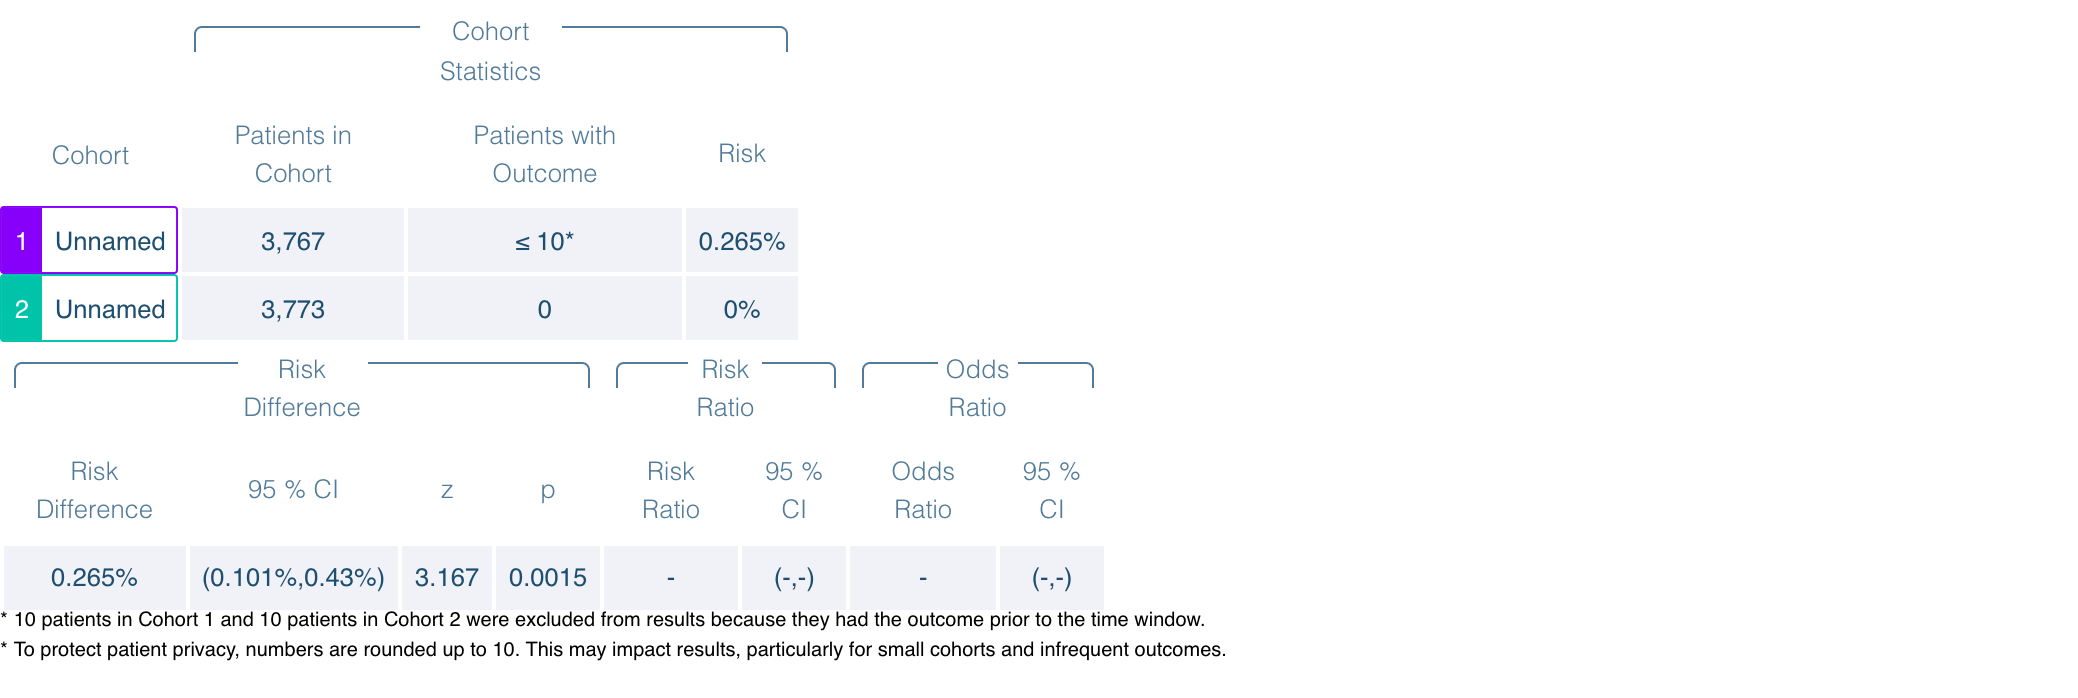 Cohort
Statistics
Cohort
Patients in
Cohort
Patients with
Outcome
Risk
1 Unnamed 3,767 ≤ 10* 0.265%
2 Unnamed 3,773 0 0%
Risk
Difference
Risk
Ratio
Odds
Ratio
Risk
Difference
95 % CI
z
p
Risk
Ratio
95 %
CI
Odds
Ratio
95 %
CI
0.265% (0.101%,0.43%) 3.167 0.0015 - (-,-) - (-,-)
* 10 patients in Cohort 1 and 10 patients in Cohort 2 were excluded from results because they had the outcome prior to the time window.
* To protect patient privacy, numbers are rounded up to 10. This may impact results, particularly for small cohorts and infrequent outcomes.